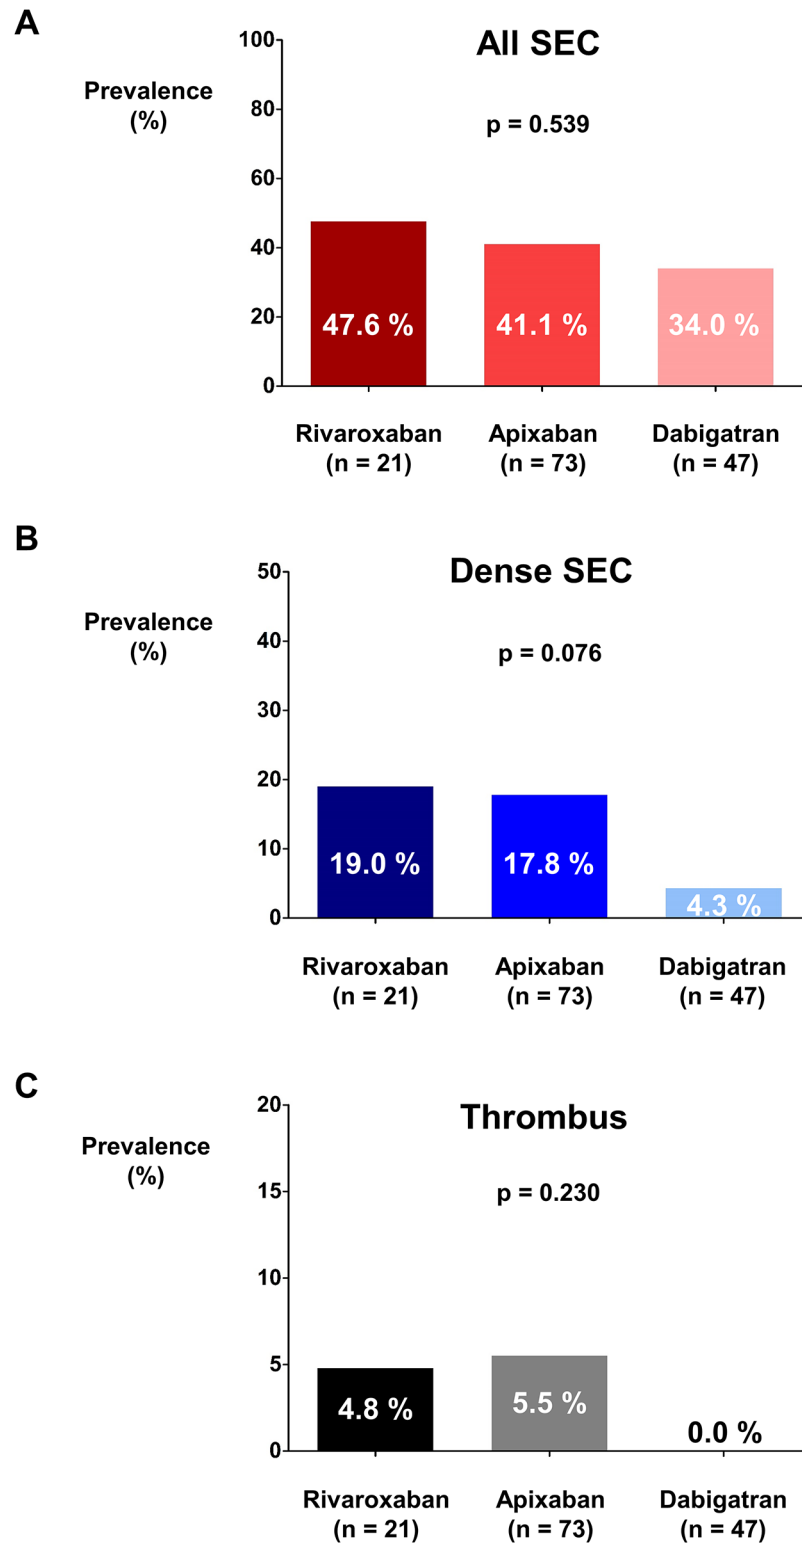 A
All SEC
Prevalence
(%)
p = 0.539
100
80
60
40
20
0
47.6 %
41.1 %
34.0 %
Rivaroxaban
(n = 21)
Apixaban
(n = 73)
Dabigatran
(n = 47)
B
Dense SEC
Prevalence
(%)
p = 0.076
50
40
30
20
10
0
19.0 %
17.8 %
4.3 %
Rivaroxaban
(n = 21)
Apixaban
(n = 73)
Dabigatran
(n = 47)
C
Thrombus
Prevalence
(%)
p = 0.230
20
15
10
5
0
4.8 %
5.5 %
0.0 %
Rivaroxaban
(n = 21)
Apixaban
(n = 73)
Dabigatran
(n = 47)